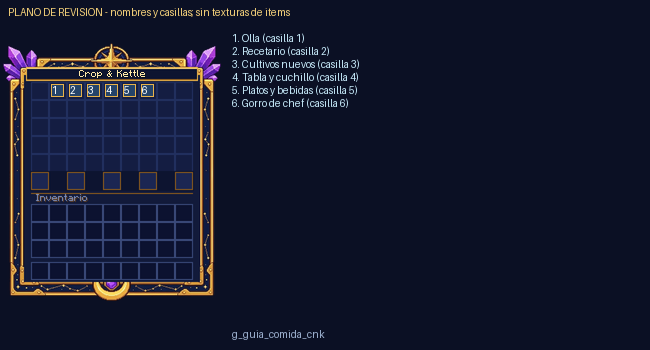 PLANO DE REVISION - nombres y casillas; sin texturas de items
1. Olla (casilla 1)
2. Recetario (casilla 2)
3. Cultivos nuevos (casilla 3)
4. Tabla y cuchillo (casilla 4)
5. Platos y bebidas (casilla 5)
6. Gorro de chef (casilla 6)
Crop & Kettle
1 2 3 4 5 6
Inventario
g_guia_comida_cnk